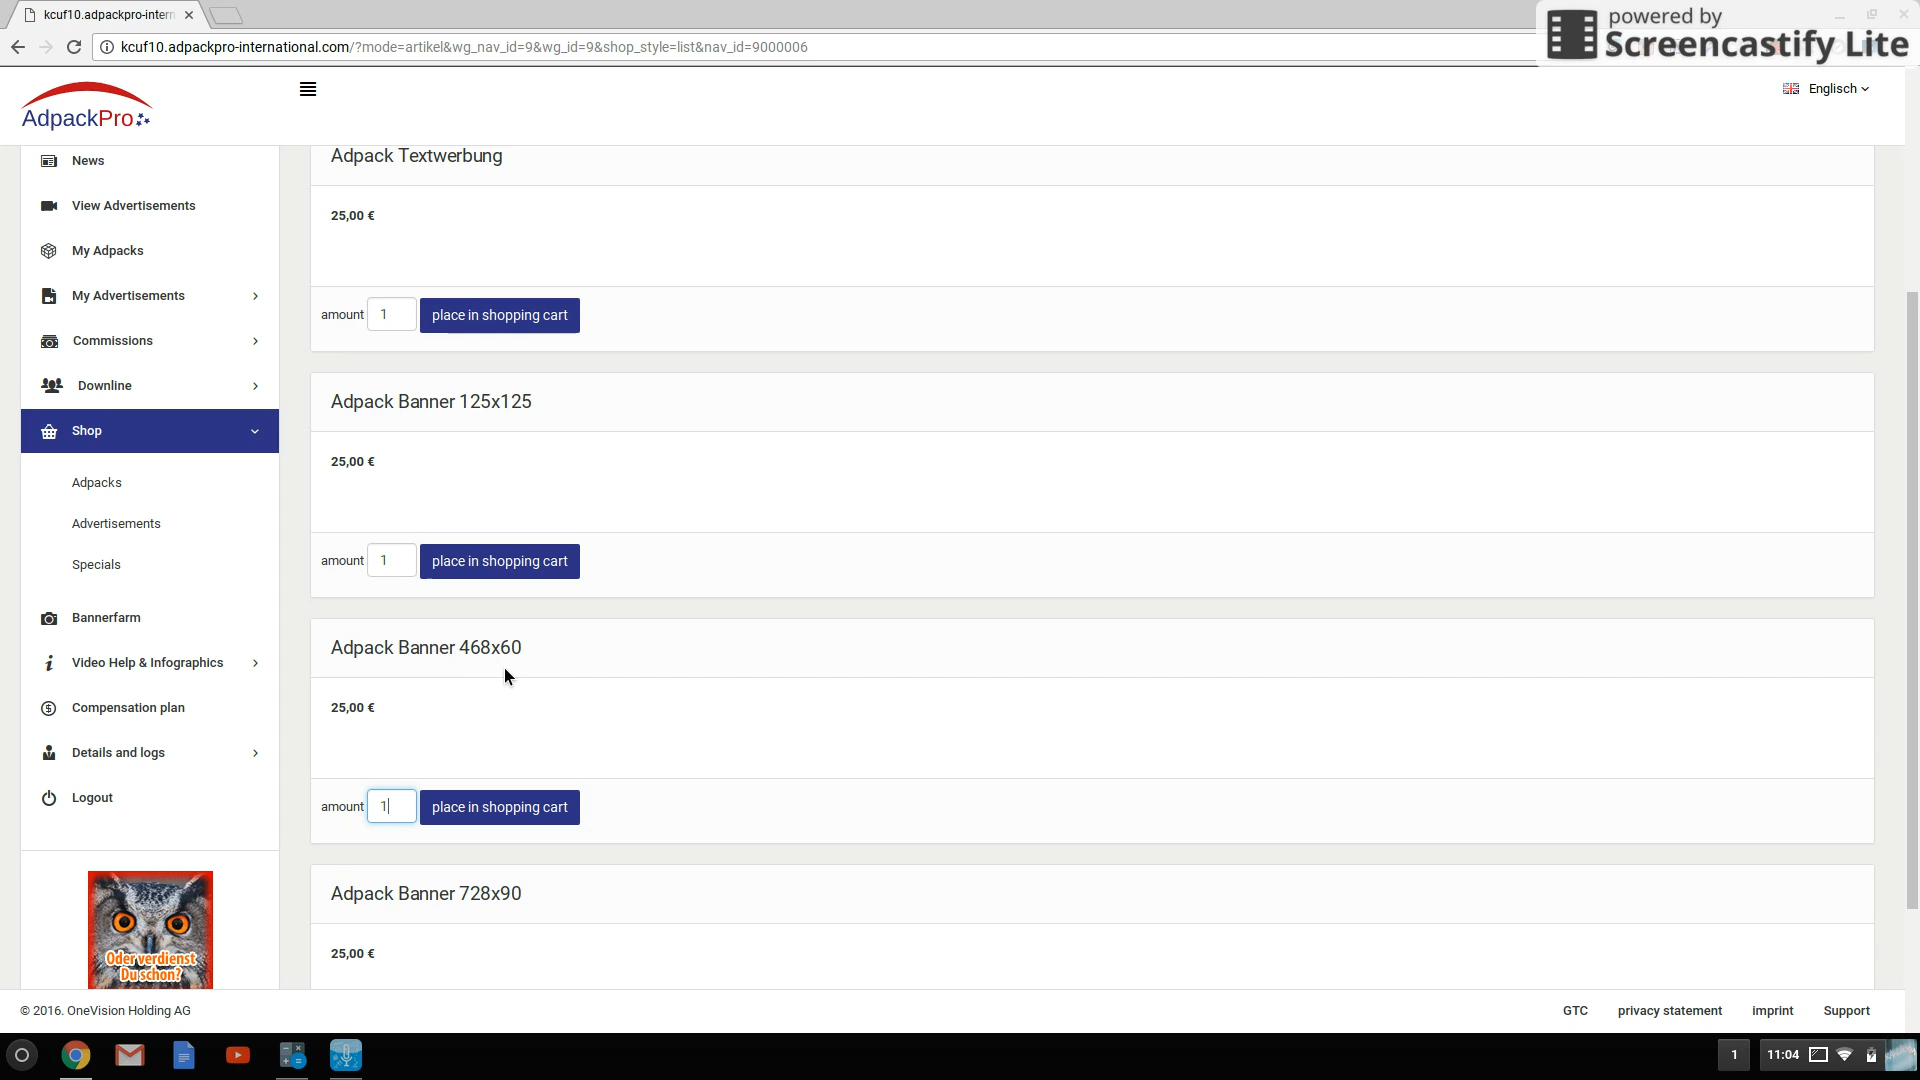 kcuf10.adpackpro-intern
powered by
Screencastify Lite
kcuf10.adpackpro-international.com/?mode=artikel&wg_nav_id=9&wg_id=9&shop_style=list&nav_id=9000006
AdpackPro
Englisch
News
View Advertisements
My Adpacks
My Advertisements
Commissions
Downline
Shop
Adpacks
Advertisements
Specials
Bannerfarm
Video Help & Infographics
Compensation plan
Details and logs
Logout
Oder verdienst
Du schon?
Adpack Textwerbung
25,00 €
amount 1 place in shopping cart
Adpack Banner 125x125
25,00 €
amount 1 place in shopping cart
Adpack Banner 468x60
25,00 €
amount 1 place in shopping cart
Adpack Banner 728x90
25,00 €
© 2016. OneVision Holding AG
GTC privacy statement imprint Support
1 11:04